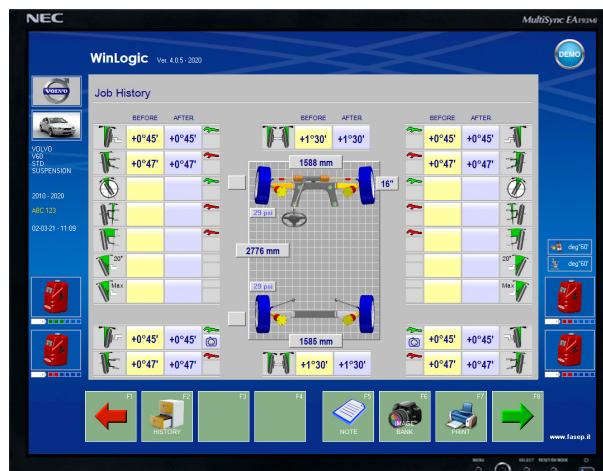 NEC
MultiSync EA193Mi
WinLogic Ver. 4.0.5 - 2020
DEMO
VOLVO
Job History
BEFORE AFTER
BEFORE AFTER
BEFORE AFTER
+0°45' +0°45'
+1°30' +1°30'
+0°45' +0°45'
VOLVO
V60
STD
SUSPENSION
+0°47' +0°47'
1588 mm
+0°47' +0°47'
16"
2010 - 2020
ABC 123
29 psi
02-03-21 - 11:09
2776 mm
deg°60'
20°
20°
deg°60'
Max
29 psi
Max
+0°45' +0°45'
1585 mm
+0°45' +0°45'
+0°47' +0°47'
+1°30' +1°30'
+0°47' +0°47'
F1
F2
HISTORY
F3
F4
F5
NOTE
F6
IMAGE
BANK
F7
PRINT
F8
www.fasep.it
MENU
SELECT